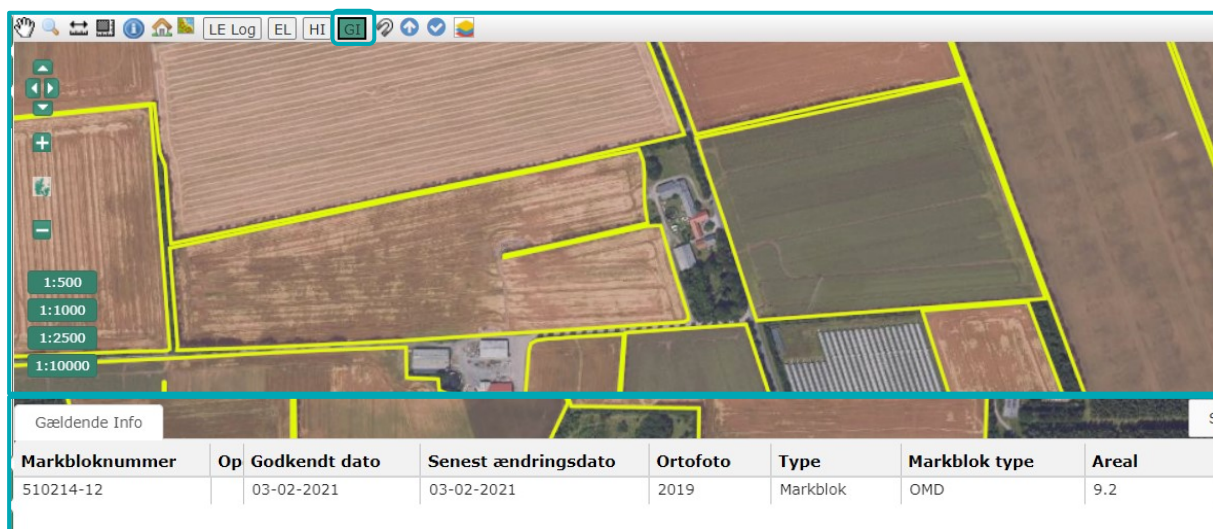 LE Log EL HI GI
1:500
1:1000
1:2500
1:10000
Gældende Info S
Markbloknummer Op Godkendt dato Senest ændringsdato Ortofoto Type Markblok type Areal
510214-12 03-02-2021 03-02-2021 2019 Markblok OMD 9.2